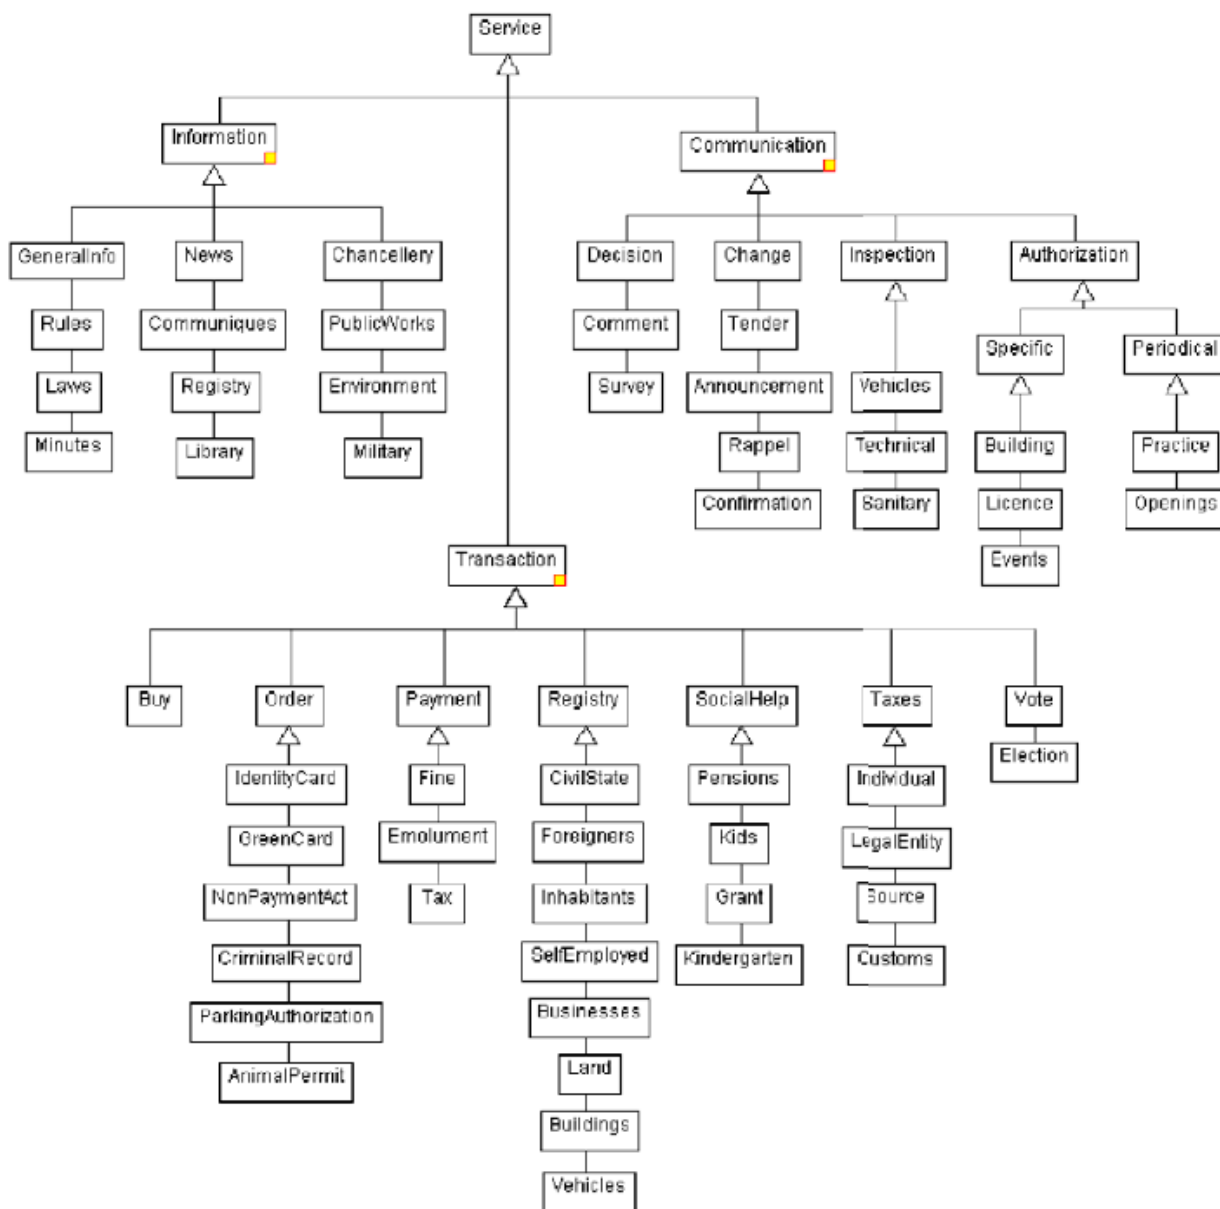 Service
Information
Communication
GeneralInfo
News
Chancellery
Decision
Change
Inspection
Authorization
Rules
Communiques
PublicWorks
Comment
Tender
Specific
Periodical
Laws
Registry
Environment
Survey
Announcement
Vehicles
Minutes
Library
Military
Rappel
Technical
Building
Practice
Confirmation
Sanitary
Licence
Openings
Events
Transaction
Buy
Order
Payment
Registry
SocialHelp
Taxes
Vote
IdentityCard
Fine
CivilState
Pensions
Individual
Election
GreenCard
Emolument
Foreigners
Kids
LegalEntity
NonPaymentAct
Tax
Inhabitants
Grant
Source
CriminalRecord
SelfEmployed
Kindergarten
Customs
ParkingAuthorization
Businesses
AnimalPermit
Land
Buildings
Vehicles